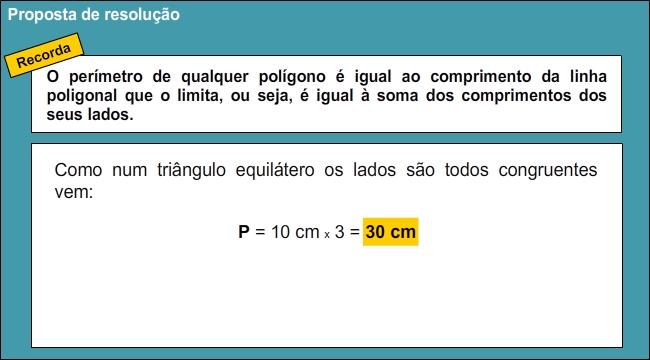 Proposta de resolução
Recorda
O perímetro de qualquer polígono é igual ao comprimento da linha
poligonal que o limita, ou seja, é igual à soma dos comprimentos dos
seus lados.
Como num triângulo equilátero os lados são todos congruentes
vem:
P = 10 cm x 3 = 30 cm